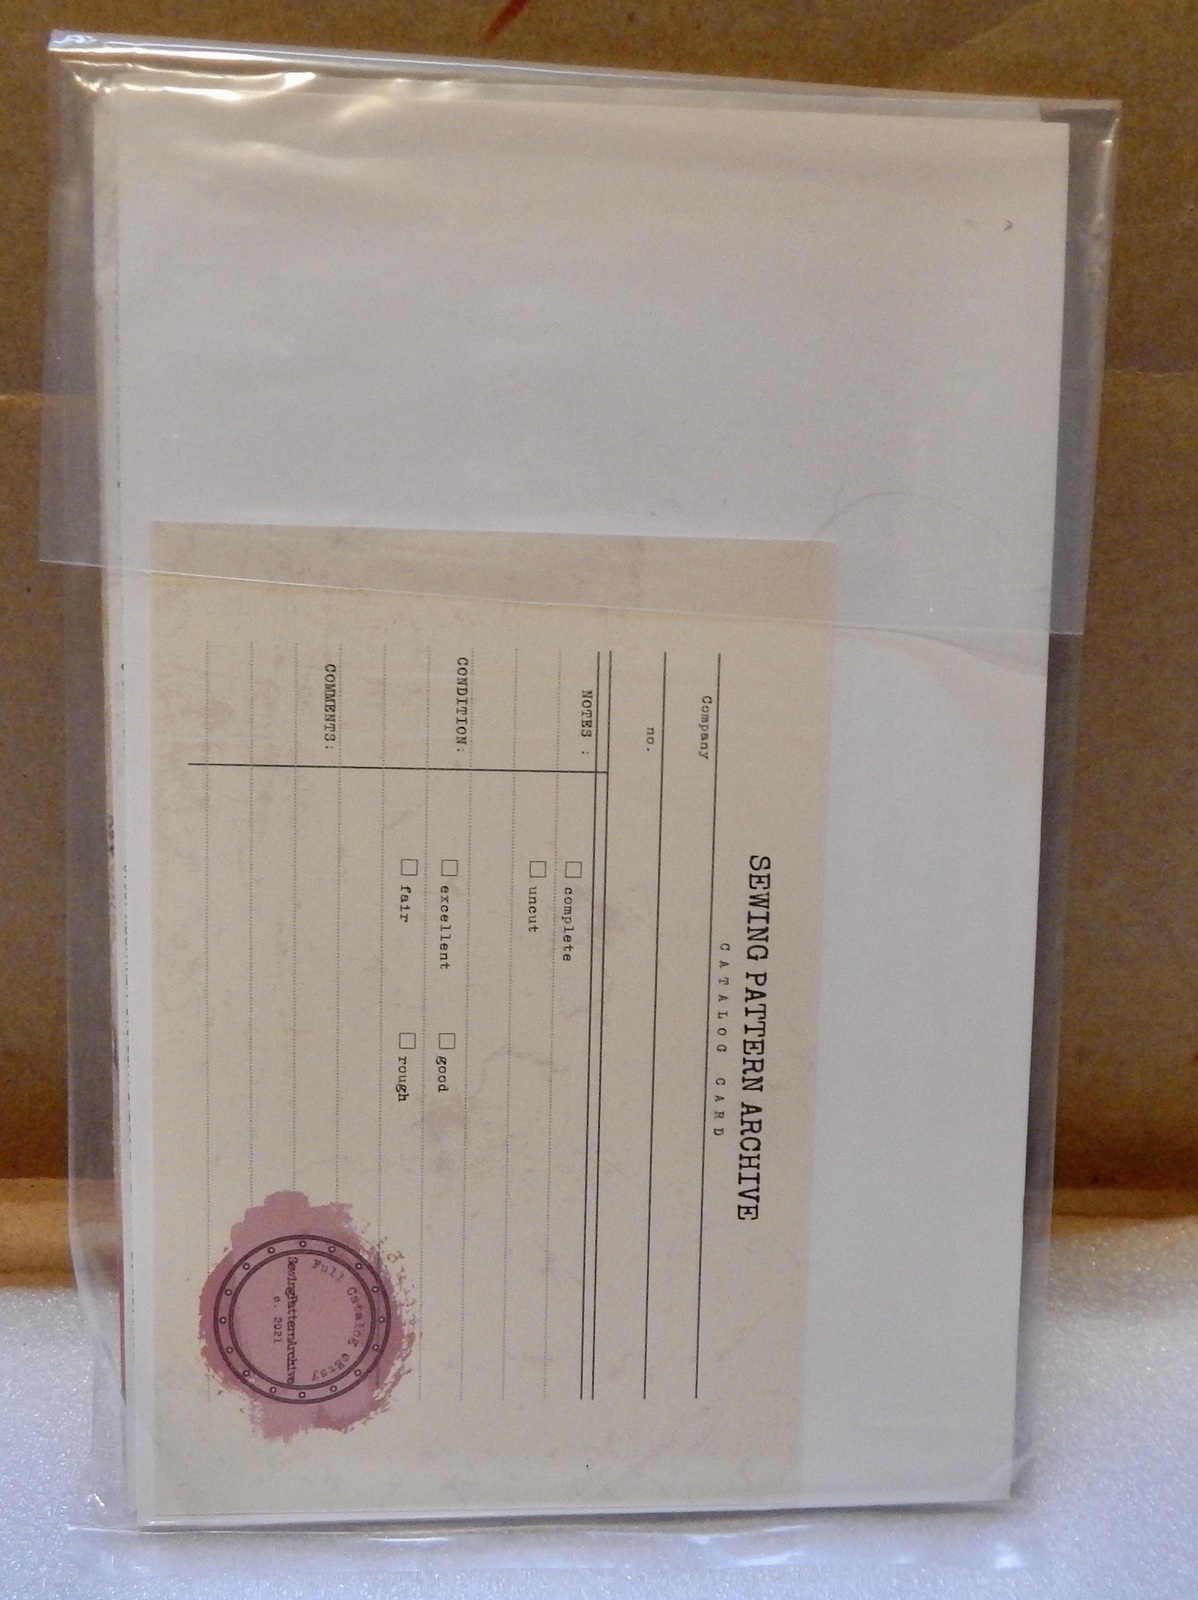 SEWING PATTERN ARCHIVE
CATALOG CARD
Company
no.
NOTES :
☐ complete
☐ uncut
CONDITION:
☐ excellent ☐ good
☐ fair ☐ rough
COMMENTS:
Full Catalog @Etsy
SewingPatternArchive
e. 2021